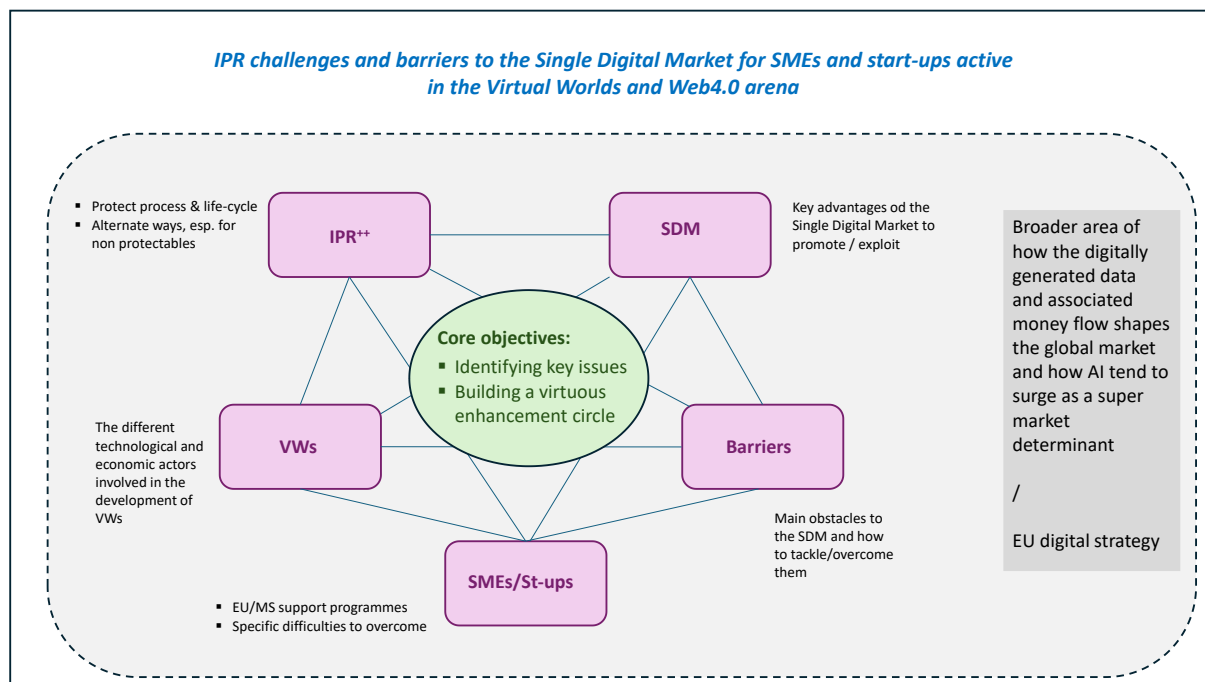 IPR challenges and barriers to the Single Digital Market for SMEs and start-ups active
in the Virtual Worlds and Web4.0 arena
▪ Protect process & life-cycle
▪ Alternate ways, esp. for
non protectables
IPR++
SDM
Key advantages od the
Single Digital Market to
promote / exploit
Core objectives:
▪ Identifying key issues
▪ Building a virtuous
enhancement circle
VWs
The different
technological and
economic actors
involved in the
development of
VWs
Barriers
Main obstacles to
the SDM and how
to tackle/overcome
them
SMEs/St-ups
▪ EU/MS support programmes
▪ Specific difficulties to overcome
Broader area of
how the digitally
generated data
and associated
money flow shapes
the global market
and how AI tend to
surge as a super
market
determinant
/
EU digital strategy